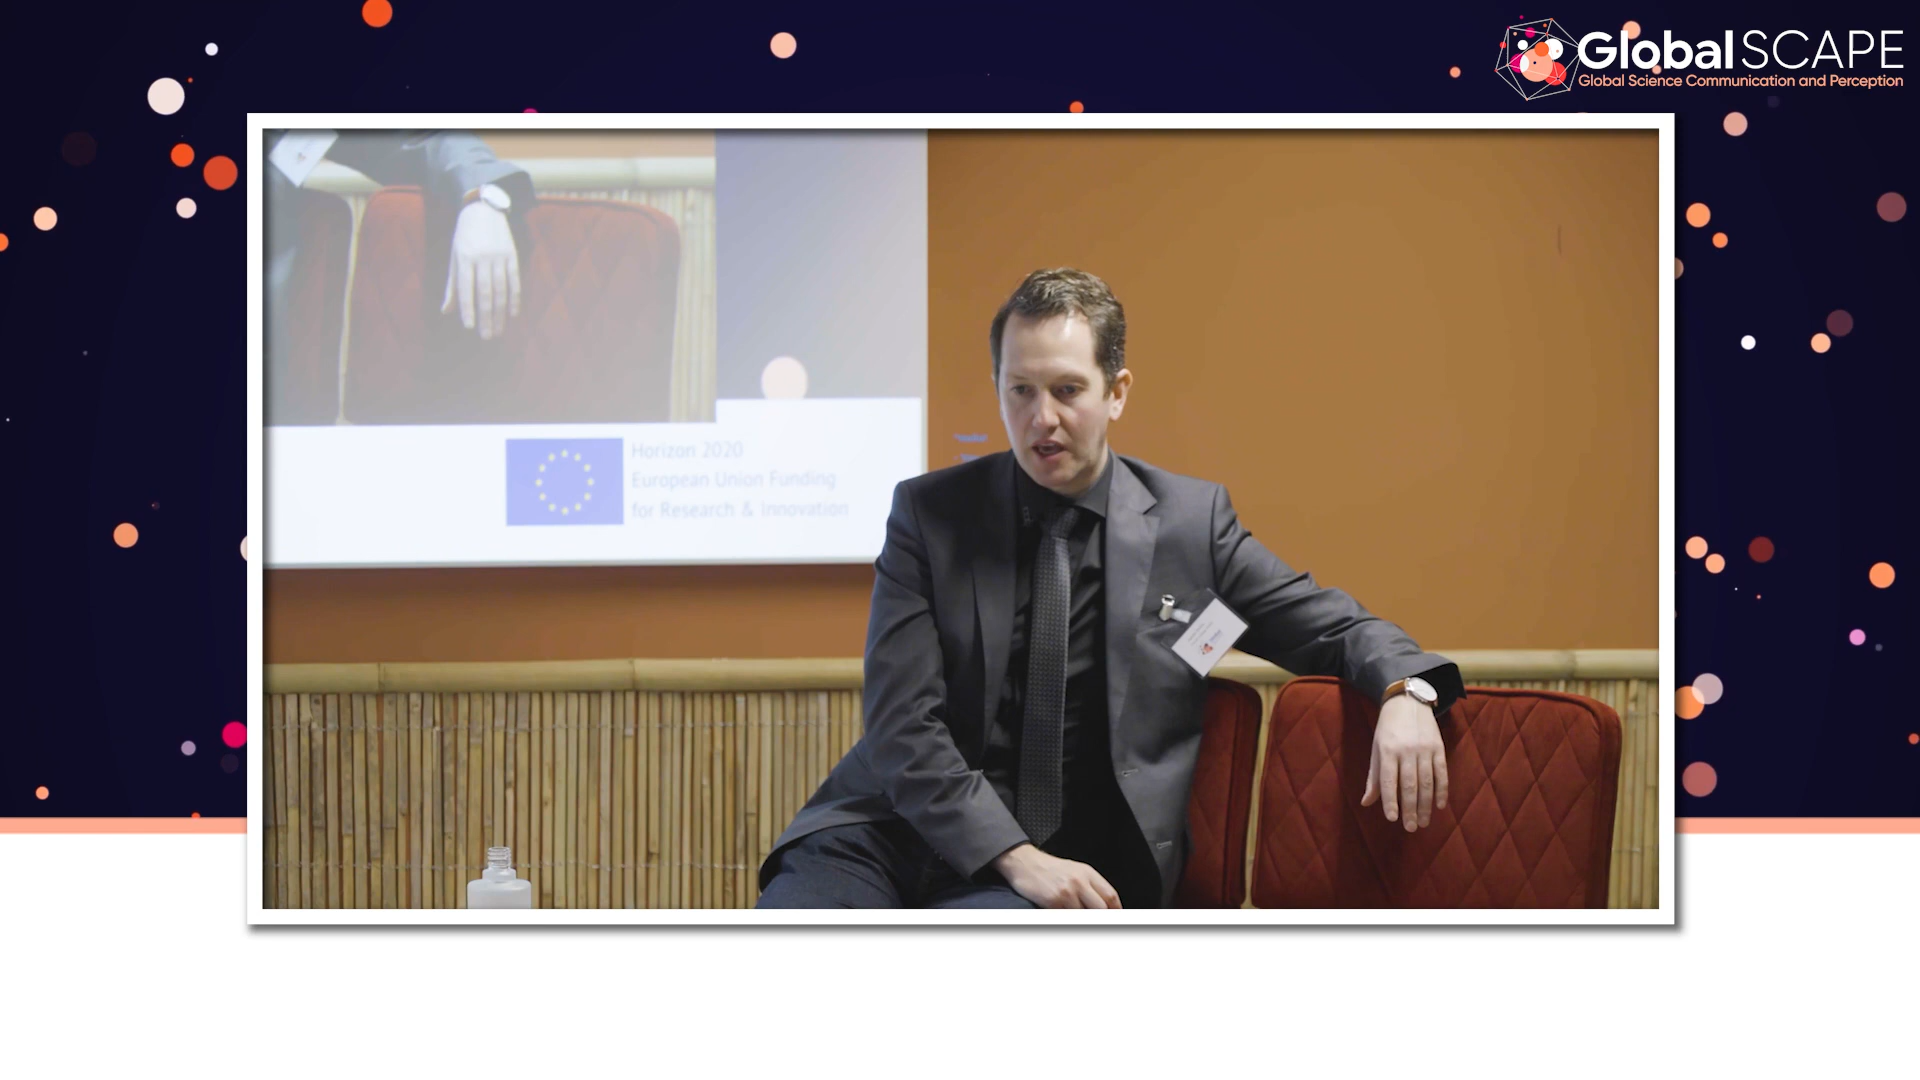 GlobalSCAPE
Global Science Communication and Perception
Horizon 2020
European Union Funding
for Research & Innovation